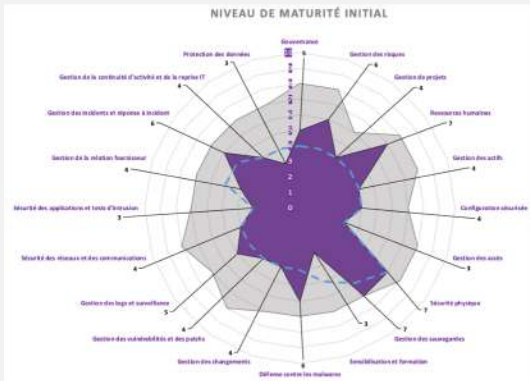 NIVEAU DE MATURITÉ INITIAL
Gouvernance
5
Gestion des risques
6
Gestion de projets
4
Ressources humaines
7
Gestion des actifs
4
Configuration sécurisée
4
Gestion des accès
3
Sécurité physique
7
Gestion des sauvegardes
7
Sensibilisation et formation
3
Défense contre les malwares
6
Gestion des changements
4
Gestion des vulnérabilités et des patchs
4
Gestion des logs et surveillance
5
Sécurité des réseaux et des communications
4
Sécurité des applications et tests d'intrusion
3
Gestion de la relation fournisseur
4
Gestion des incidents et réponse à incident
6
Gestion de la continuité d'activité et de la reprise IT
4
Protection des données
3
3
2
1
0